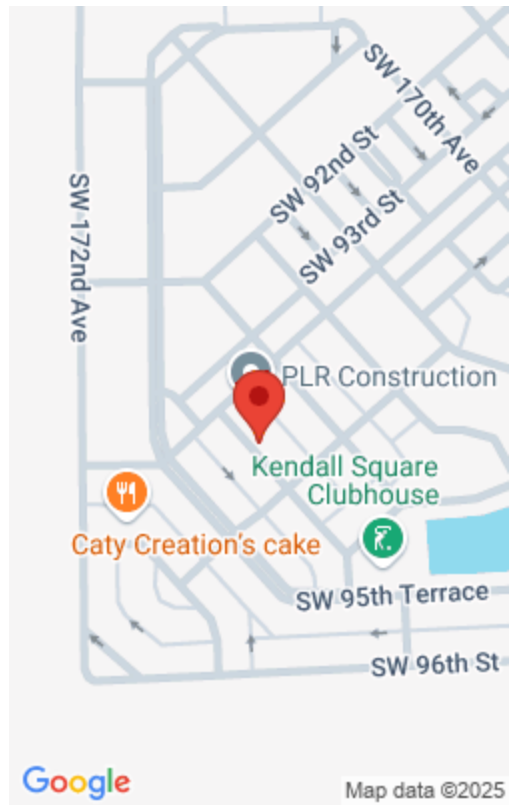 SW 170th Ave
SW 92nd St
SW 172nd Ave
SW 93rd St
PLR Construction
Kendall Square
Clubhouse
Caty Creation's cake
SW 95th Terrace
SW 96th St
Google
Map data ©2025